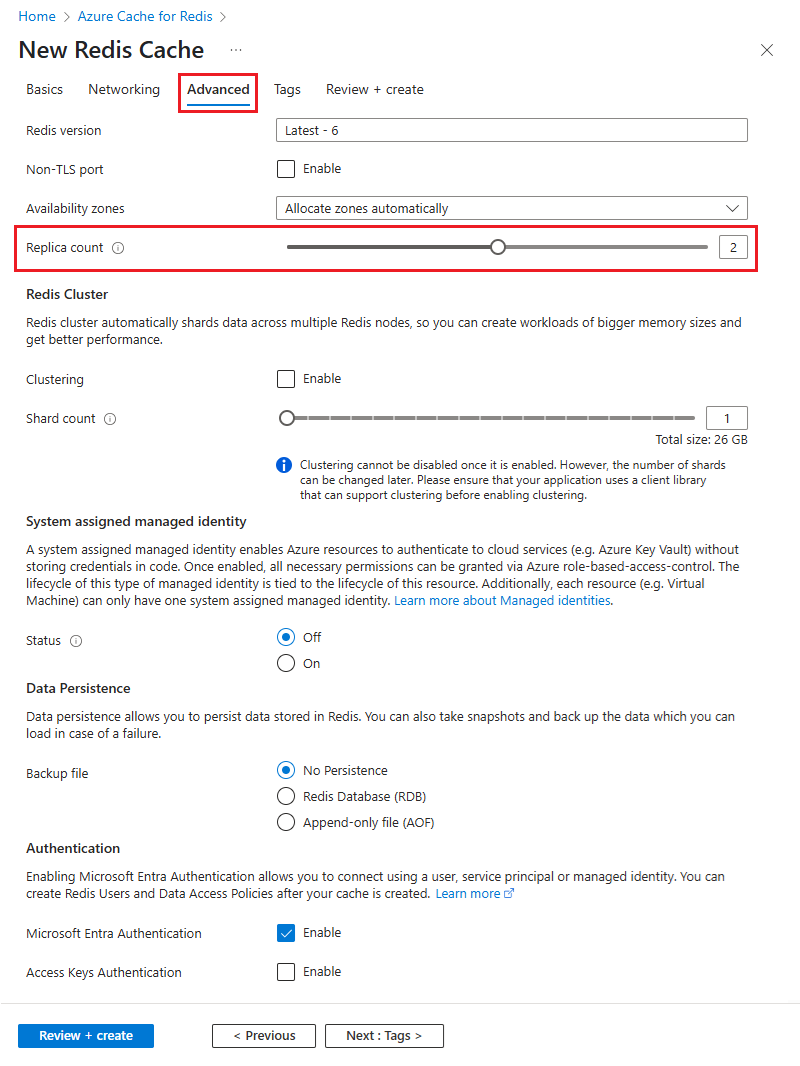 Home > Azure Cache for Redis >
New Redis Cache ...
Basics Networking Advanced Tags Review + create
Redis version Latest - 6
Non-TLS port Enable
Availability zones Allocate zones automatically
Replica count 2
Redis Cluster
Redis cluster automatically shards data across multiple Redis nodes, so you can create workloads of bigger memory sizes and
get better performance.
Clustering Enable
Shard count 1
Total size: 26 GB
Clustering cannot be disabled once it is enabled. However, the number of shards
can be changed later. Please ensure that your application uses a client library
that can support clustering before enabling clustering.
System assigned managed identity
A system assigned managed identity enables Azure resources to authenticate to cloud services (e.g. Azure Key Vault) without
storing credentials in code. Once enabled, all necessary permissions can be granted via Azure role-based-access-control. The
lifecycle of this type of managed identity is tied to the lifecycle of this resource. Additionally, each resource (e.g. Virtual
Machine) can only have one system assigned managed identity. Learn more about Managed identities.
Status Off
On
Data Persistence
Data persistence allows you to persist data stored in Redis. You can also take snapshots and back up the data which you can
load in case of a failure.
Backup file No Persistence
Redis Database (RDB)
Append-only file (AOF)
Authentication
Enabling Microsoft Entra Authentication allows you to connect using a user, service principal or managed identity. You can
create Redis Users and Data Access Policies after your cache is created. Learn more
Microsoft Entra Authentication Enable
Access Keys Authentication Enable
Review + create < Previous Next : Tags >